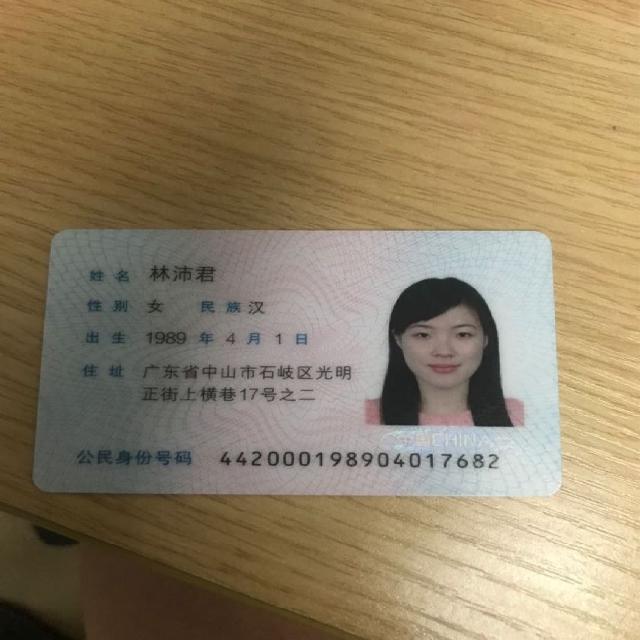 姓名 林沛君
性别 女 民族 汉
出生 1989 年 4 月 1 日
住址 广东省中山市石岐区光明
正街上横巷17号之二
CHINA
公民身份号码 442000198904017682